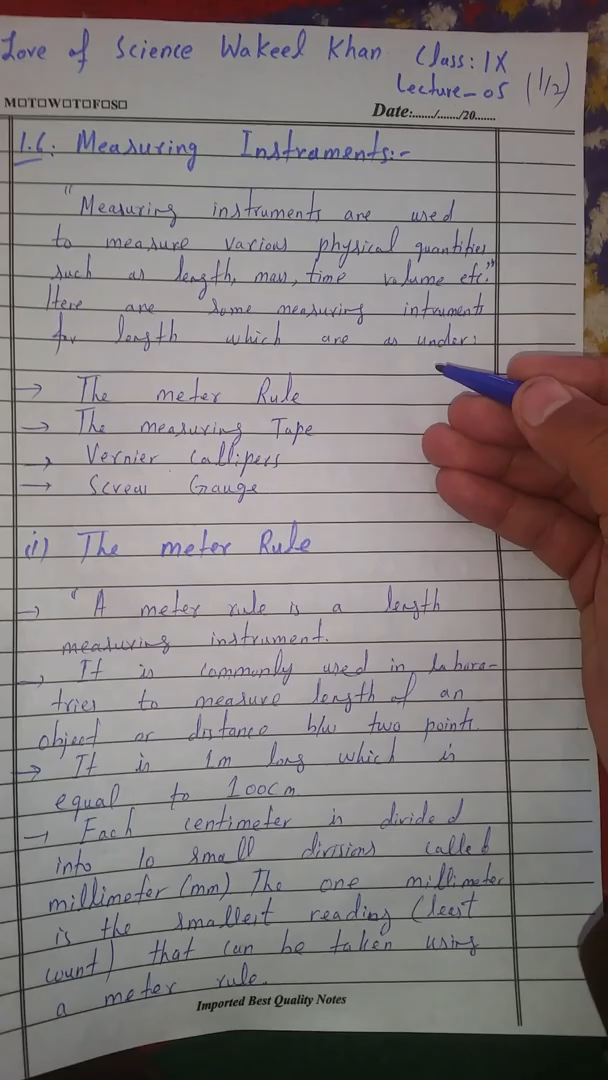 Love of Science Wakeel Khan Class: IX
Lecture-05 (1/2)
M□T□W□T□F□S□
Date:....../....../20.......
1.6: Measuring Instraments:-
"Measuring instruments are used
to measure various physical quantities
such as length, mass, time volume etc."
Here are some measuring intruments
for length which are as under:
→ The meter Rule
→ The measuring Tape
→ Vernier Callipers
→ Screw Gauge
(i) The meter Rule
→ "A meter rule is a length
measuring instrument.
→ It is commonly used in labora-
tries to measure length of an
object or distance b/w two points
→ It is 1m long which is
equal to 100cm
→ Each centimeter is divided
into 10 small divisions called
millimeter (mm) The one millimeter
is the smallest reading (leest
count) that can be taken using
a meter rule.
Imported Best Quality Notes